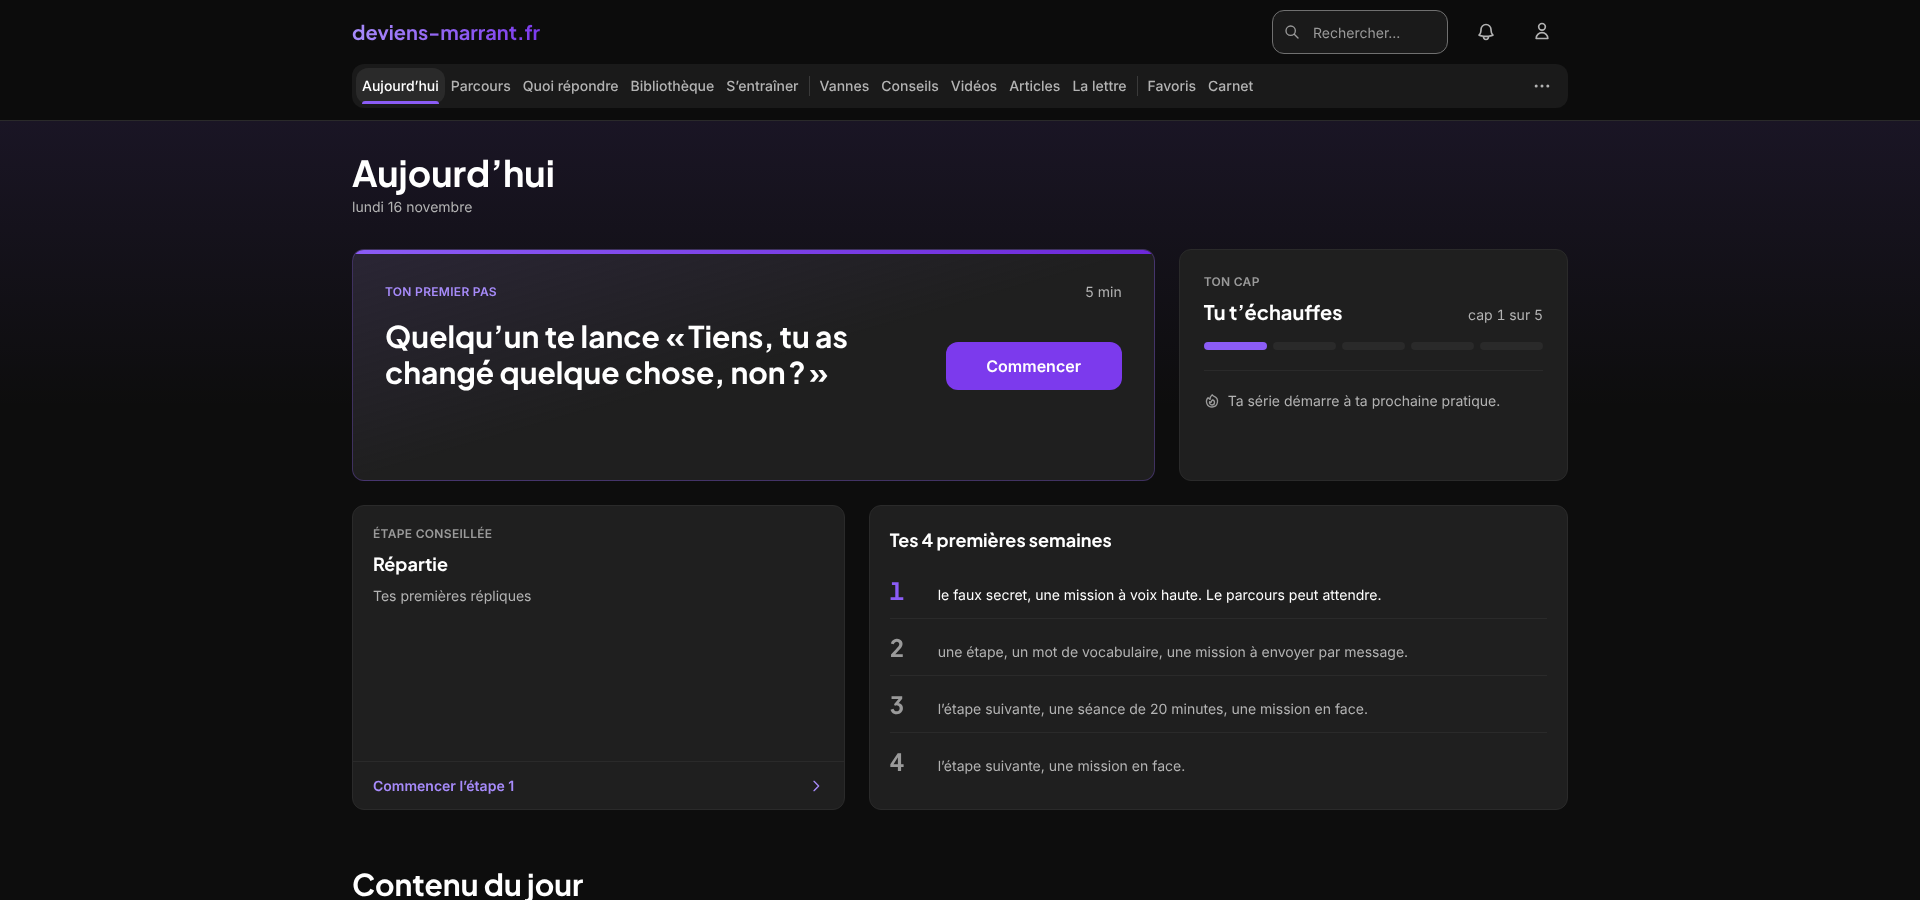 deviens-marrant.fr
Rechercher...
Aujourd’hui
Parcours
Quoi répondre
Bibliothèque
S’entraîner
Vannes
Conseils
Vidéos
Articles
La lettre
Favoris
Carnet
Aujourd’hui
lundi 16 novembre
TON PREMIER PAS
5 min
Quelqu’un te lance « Tiens, tu as
changé quelque chose, non ? »
Commencer
TON CAP
Tu t’échauffes
cap 1 sur 5
Ta série démarre à ta prochaine pratique.
ÉTAPE CONSEILLÉE
Répartie
Tes premières répliques
Commencer l’étape 1
Tes 4 premières semaines
1 le faux secret, une mission à voix haute. Le parcours peut attendre.
2 une étape, un mot de vocabulaire, une mission à envoyer par message.
3 l’étape suivante, une séance de 20 minutes, une mission en face.
4 l’étape suivante, une mission en face.
Contenu du jour